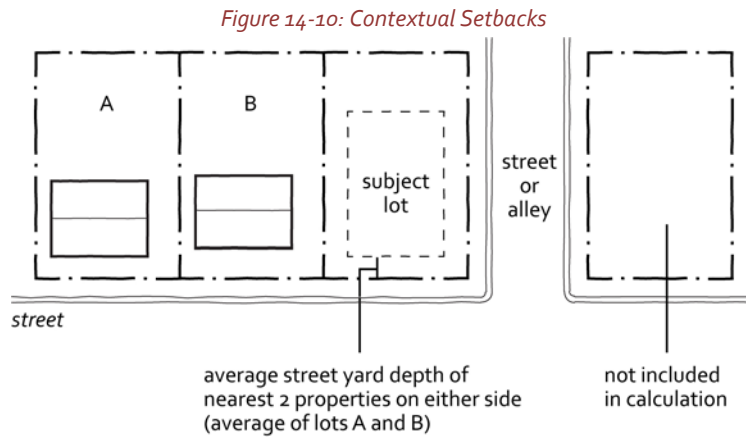 Figure 14-10: Contextual Setbacks
A
B
subject
lot
street
or
alley
street
average street yard depth of
nearest 2 properties on either side
(average of lots A and B)
not included
in calculation